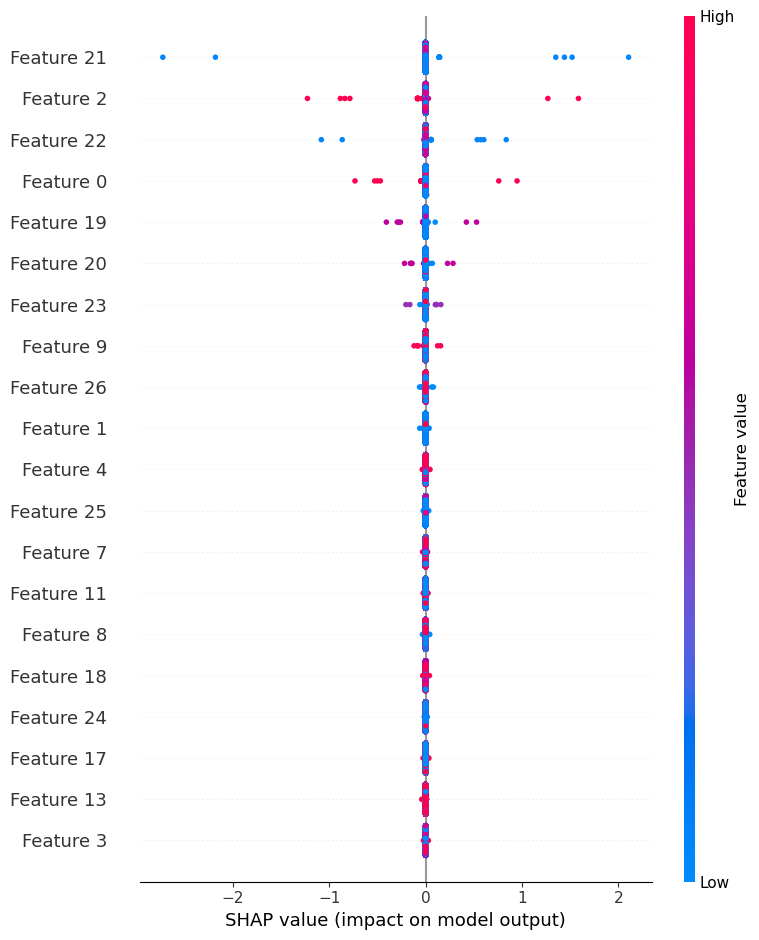 High
Feature 21
Feature 2
Feature 22
Feature 0
Feature 19
Feature 20
Feature 23
Feature 9
Feature 26
Feature 1
Feature 4
Feature 25
Feature 7
Feature 11
Feature 8
Feature 18
Feature 24
Feature 17
Feature 13
Feature 3
Feature value
Low
−2 −1 0 1 2
SHAP value (impact on model output)